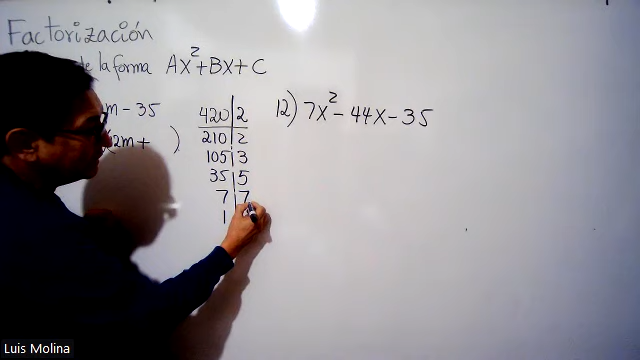 Factorización
de la forma AX²+BX+C
m - 35
(2m+ )
420 | 2
210 | 2
105 | 3
35 | 5
7 | 7
1
12) 7X² - 44X - 35
Luis Molina